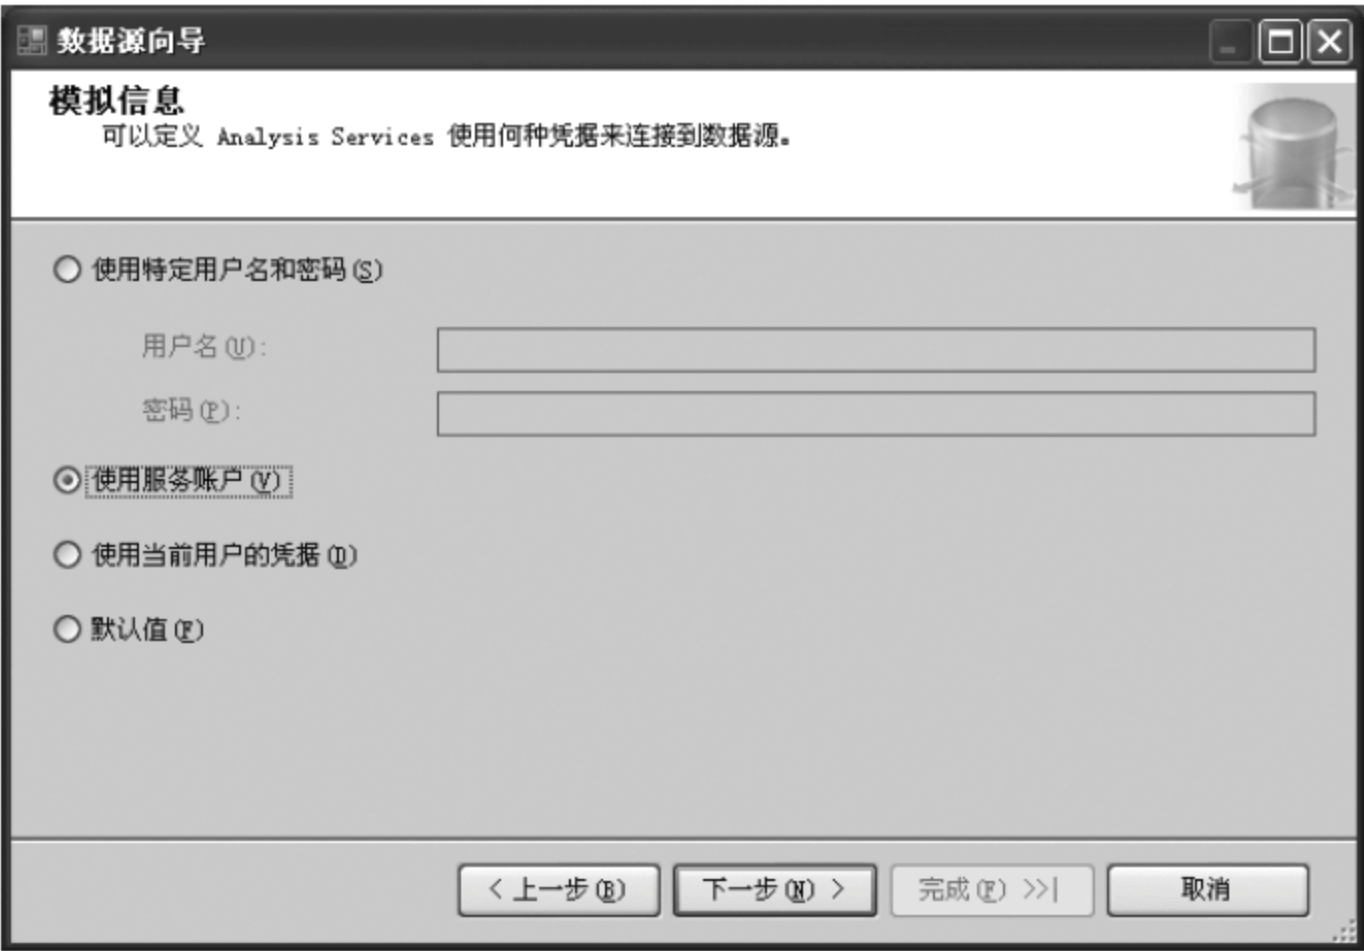 数据源向导
模拟信息
可以定义 Analysis Services 使用何种凭据来连接到数据源。
使用特定用户名和密码(S)
用户名(U):
密码(P):
使用服务账户(V)
使用当前用户的凭据(D)
默认值(F)
< 上一步(B)
下一步(N) >
完成(F) >>|
取消